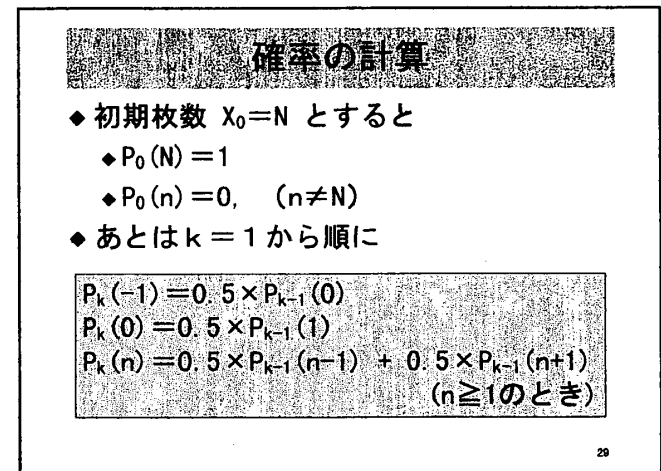 確率の計算
◆初期枚数 X₀＝N とすると
◆P₀(N)＝1
◆P₀(n)＝0, (n≠N)
◆あとはk＝1から順に
Pₖ(-1)＝0.5×Pₖ₋₁(0)
Pₖ(0)＝0.5×Pₖ₋₁(1)
Pₖ(n)＝0.5×Pₖ₋₁(n-1) + 0.5×Pₖ₋₁(n+1)
(n≧1のとき)
29